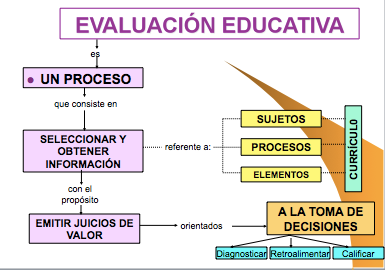 EVALUACIÓN EDUCATIVA
es
UN PROCESO
que consiste en
SELECCIONAR Y
OBTENER
INFORMACIÓN
referente a:
SUJETOS
PROCESOS
ELEMENTOS
CURRÍCUL0
con el
propósito
EMITIR JUICIOS DE
VALOR
orientados
A LA TOMA DE
DECISIONES
Diagnosticar
Retroalimentar
Calificar